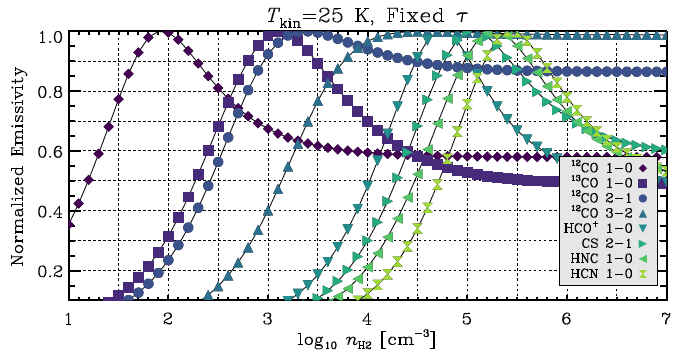 T_kin=25 K, Fixed τ
Normalized Emissivity
1.0
0.8
0.6
0.4
0.2
¹²CO 1-0
¹³CO 1-0
¹²CO 2-1
¹²CO 3-2
HCO⁺ 1-0
CS 2-1
HNC 1-0
HCN 1-0
1 2 3 4 5 6 7
log₁₀ n_H2 [cm⁻³]